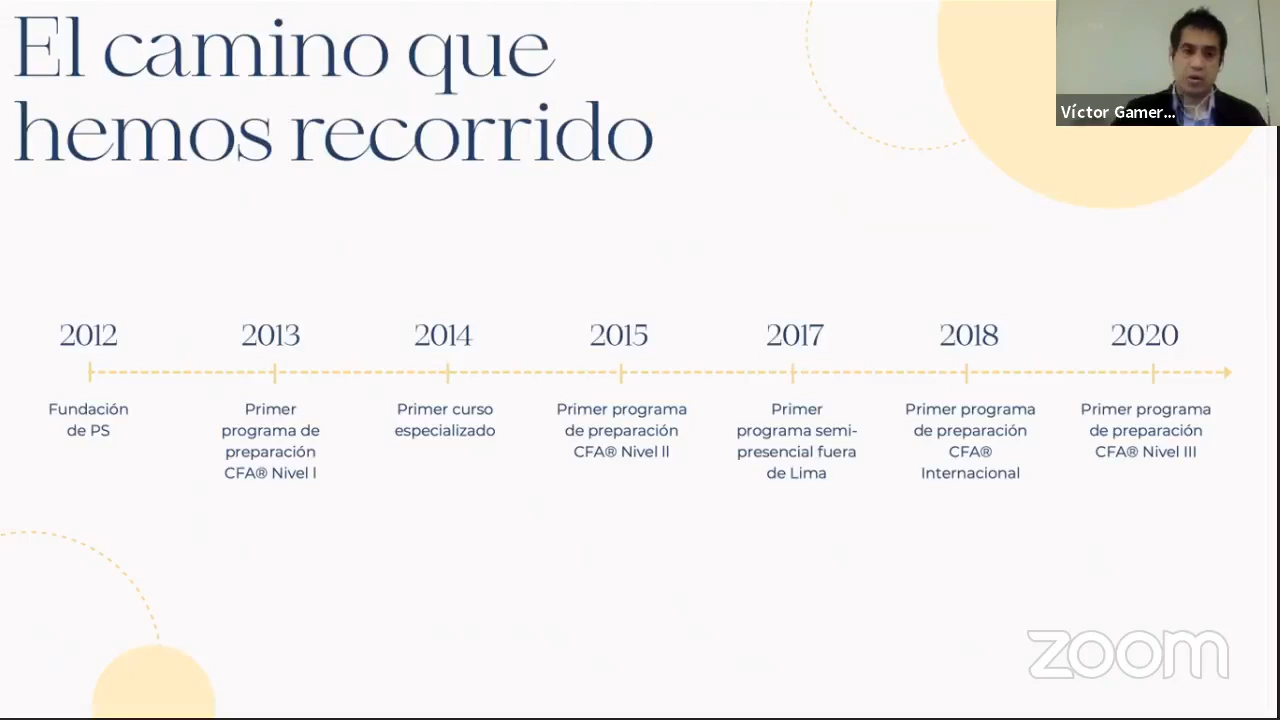 El camino que
hemos recorrido
Víctor Gamer...
2012
2013
2014
2015
2017
2018
2020
Fundación
de PS
Primer
programa de
preparación
CFA® Nivel I
Primer curso
especializado
Primer programa
de preparación
CFA® Nivel II
Primer
programa semi-
presencial fuera
de Lima
Primer programa
de preparación
CFA®
Internacional
Primer programa
de preparación
CFA® Nivel III
zoom